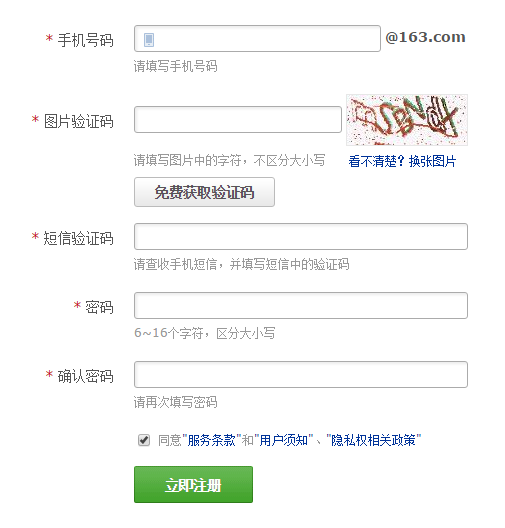 * 手机号码 @163.com
请填写手机号码
* 图片验证码
请填写图片中的字符，不区分大小写 看不清楚？换张图片
免费获取验证码
* 短信验证码
请查收手机短信，并填写短信中的验证码
* 密码
6~16个字符，区分大小写
* 确认密码
请再次填写密码
同意"服务条款"和"用户须知"、"隐私权相关政策"
立即注册